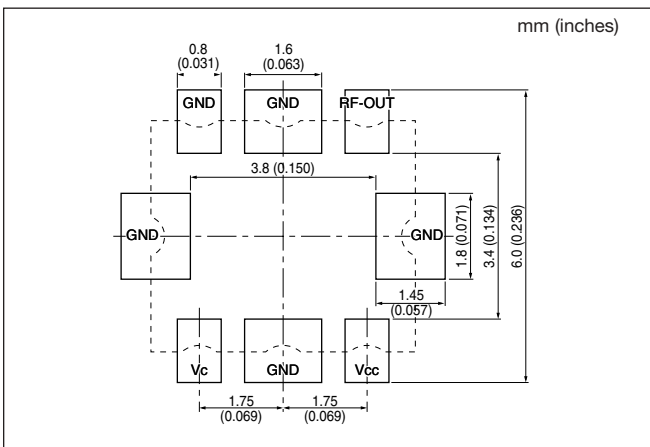 mm (inches)
0.8
(0.031)
1.6
(0.063)
GND
GND
RF-OUT
3.8 (0.150)
GND
GND
1.8 (0.071)
3.4 (0.134)
6.0 (0.236)
1.45
(0.057)
Vc
GND
Vcc
1.75
(0.069)
1.75
(0.069)